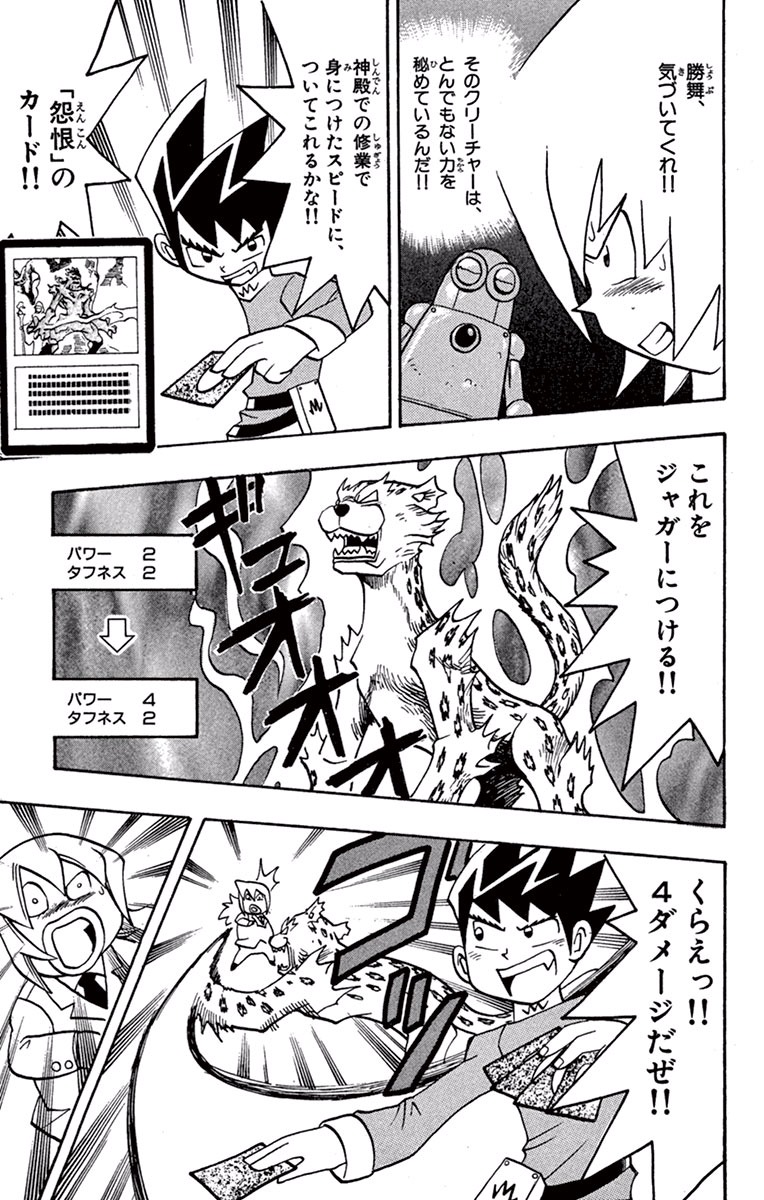 勝舞、
気づいてくれ!!
そのクリーチャーは、
とんでもない力を
秘めているんだ!!
神殿での修業で
身につけたスピードに、
ついてこれるかな!!
「怨恨」の
カード!!
これを
ジャガーにつける!!
ギュオオオオ
パワー 2
タフネス 2
パワー 4
タフネス 2
くらえっ!!
4ダメージだぜ!!